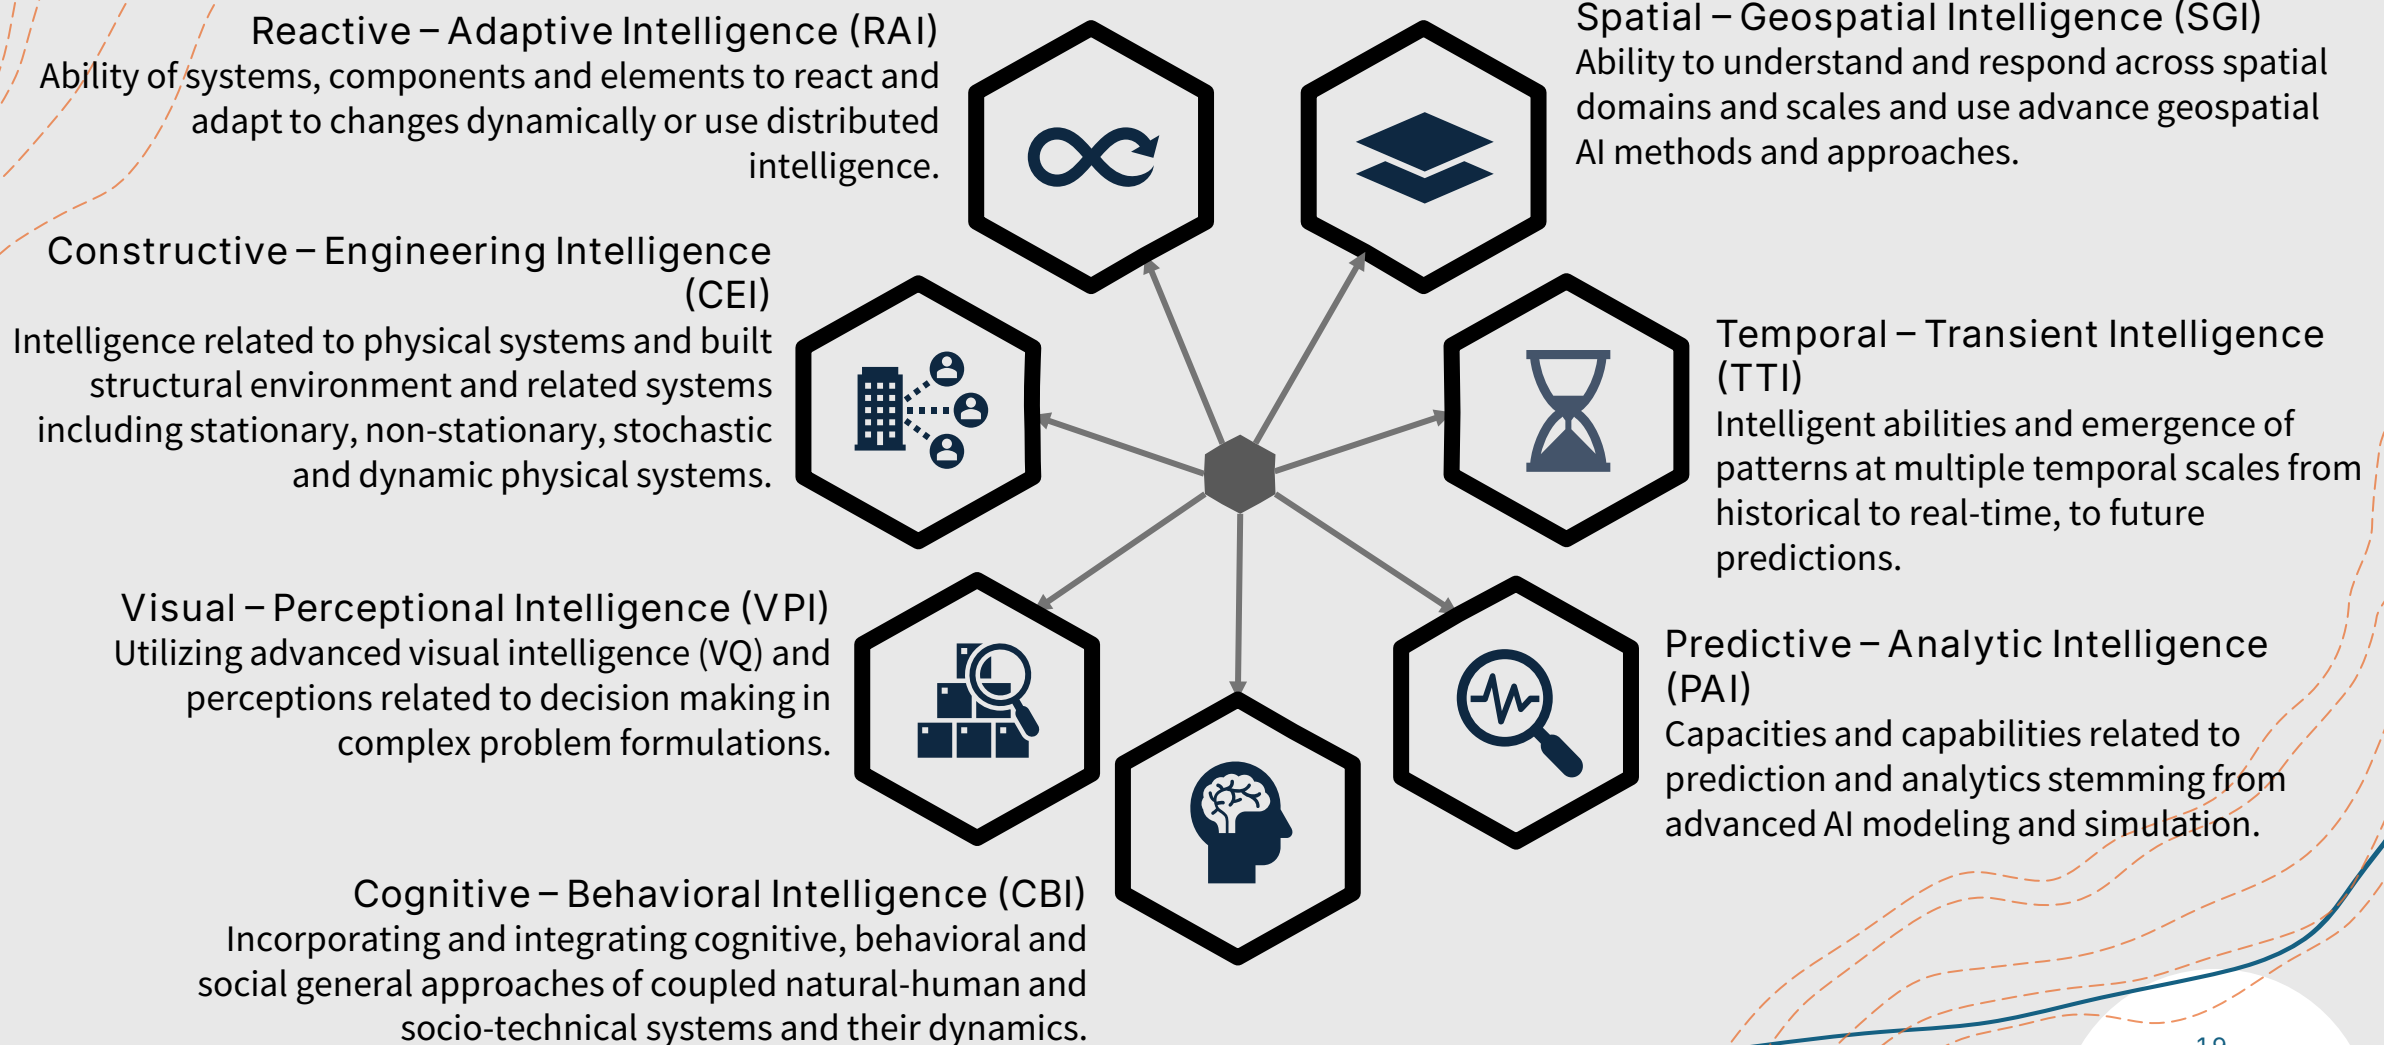 Reactive – Adaptive Intelligence (RAI)
Ability of systems, components and elements to react and
adapt to changes dynamically or use distributed
intelligence.
Spatial – Geospatial Intelligence (SGI)
Ability to understand and respond across spatial
domains and scales and use advance geospatial
AI methods and approaches.
Constructive – Engineering Intelligence
(CEI)
Intelligence related to physical systems and built
structural environment and related systems
including stationary, non-stationary, stochastic
and dynamic physical systems.
Temporal – Transient Intelligence
(TTI)
Intelligent abilities and emergence of
patterns at multiple temporal scales from
historical to real-time, to future
predictions.
Visual – Perceptional Intelligence (VPI)
Utilizing advanced visual intelligence (VQ) and
perceptions related to decision making in
complex problem formulations.
Predictive – Analytic Intelligence
(PAI)
Capacities and capabilities related to
prediction and analytics stemming from
advanced AI modeling and simulation.
Cognitive – Behavioral Intelligence (CBI)
Incorporating and integrating cognitive, behavioral and
social general approaches of coupled natural-human and
socio-technical systems and their dynamics.